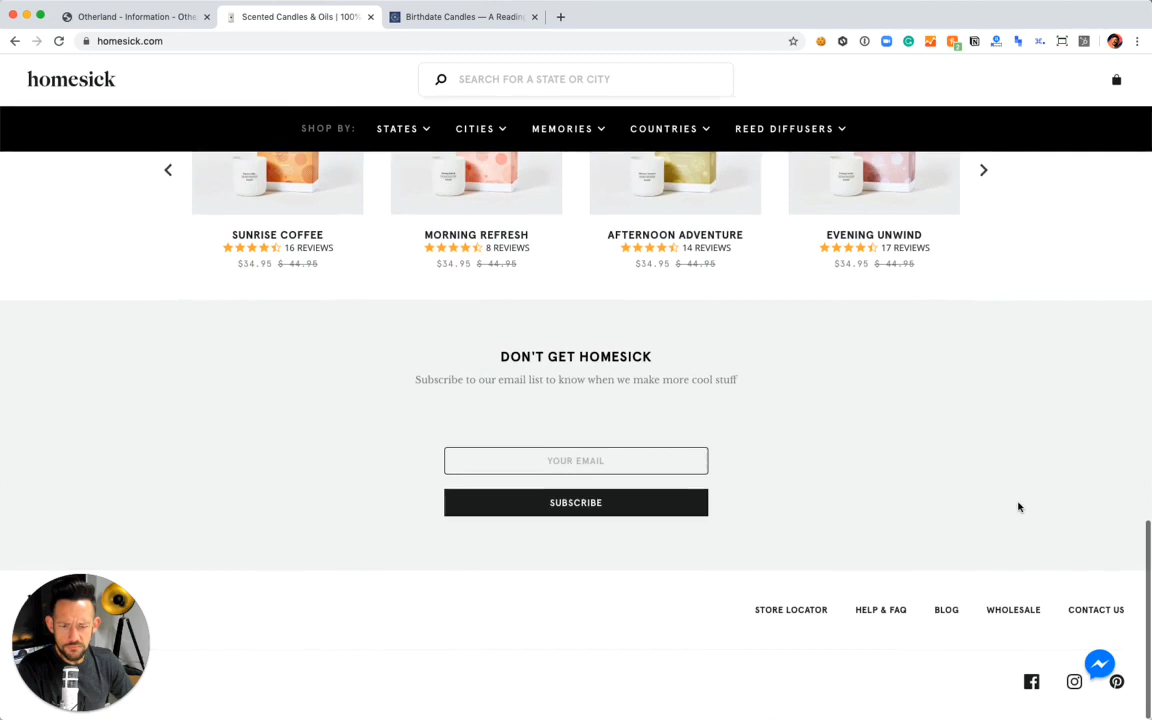 Otherland - Information - Othe
Scented Candles & Oils | 100%
Birthdate Candles — A Reading
homesick.com
2
homesick
SEARCH FOR A STATE OR CITY
SHOP BY: STATES CITIES MEMORIES COUNTRIES REED DIFFUSERS
SUNRISE COFFEE
16 REVIEWS
$34.95 $ 44.95
MORNING REFRESH
8 REVIEWS
$34.95 $ 44.95
AFTERNOON ADVENTURE
14 REVIEWS
$34.95 $ 44.95
EVENING UNWIND
17 REVIEWS
$34.95 $ 44.95
DON'T GET HOMESICK
Subscribe to our email list to know when we make more cool stuff
YOUR EMAIL
SUBSCRIBE
STORE LOCATOR HELP & FAQ BLOG WHOLESALE CONTACT US